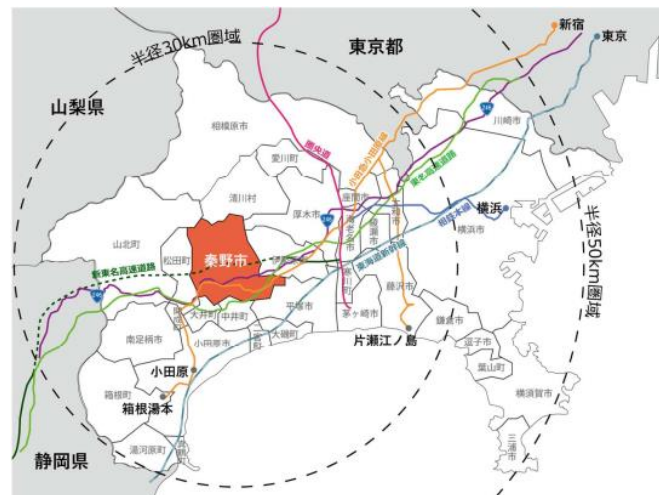 新宿
東京
東京都
半径30km圏域
山梨県
246
川崎市
相模原市
圏央道
小田急小田原線
東名高速道路
愛川町
清川村
座間市
厚木市
246
大和市
海老名市
綾瀬市
相鉄本線
横浜
横浜市
半径50km圏域
山北町
松田町
秦野市
新東名高速道路
東海道新幹線
寒川町
246
藤沢市
開成町
大井町
中井町
平塚市
茅ヶ崎市
鎌倉市
南足柄市
小田原市
二宮町
大磯町
片瀬江ノ島
逗子市
葉山町
小田原
箱根町
箱根湯本
横須賀市
湯河原町
真鶴町
三浦市
静岡県